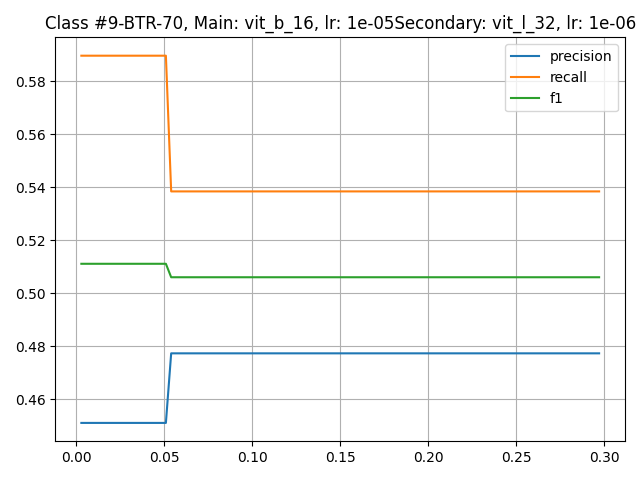 Class #9-BTR-70, Main: vit_b_16, lr: 1e-05Secondary: vit_l_32, lr: 1e-06
precision
recall
f1
0.58
0.56
0.54
0.52
0.50
0.48
0.46
0.00 0.05 0.10 0.15 0.20 0.25 0.30